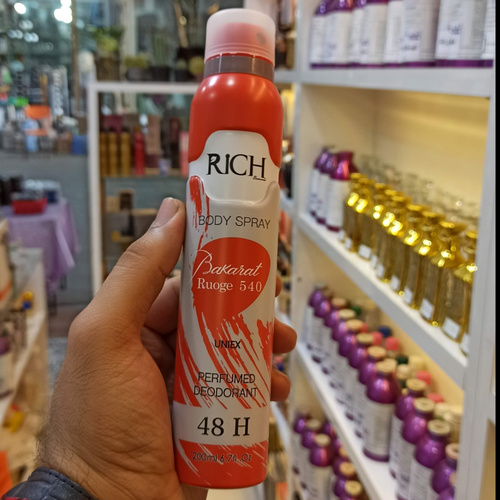 RICH
BODY SPRAY
Bakarat
Ruoge 540
UNIEX
PERFUMED
DEODORANT
48 H